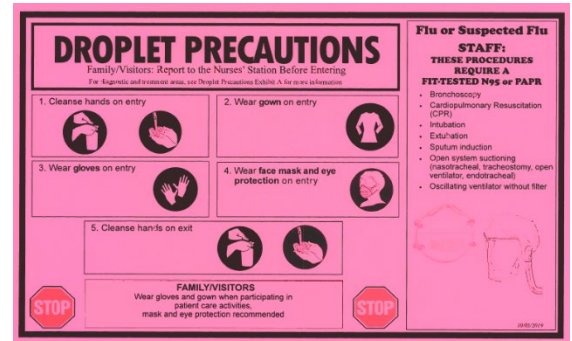 DROPLET PRECAUTIONS
Family/Visitors: Report to the Nurses' Station Before Entering
For diagnostic and treatment areas, see Droplet Precautions Exhibit A for more information
1. Cleanse hands on entry
2. Wear gown on entry
3. Wear gloves on entry
4. Wear face mask and eye
protection on entry
5. Cleanse hands on exit
STOP
FAMILY/VISITORS
Wear gloves and gown when participating in
patient care activities,
mask and eye protection recommended
STOP
Flu or Suspected Flu
STAFF:
THESE PROCEDURES
REQUIRE A
FIT-TESTED N95 or PAPR
• Bronchoscopy
• Cardiopulmonary Resuscitation
(CPR)
• Intubation
• Extubation
• Sputum induction
• Open system suctioning
(nasotracheal, tracheostomy, open
ventilator, endotracheal)
• Oscillating ventilator without filter